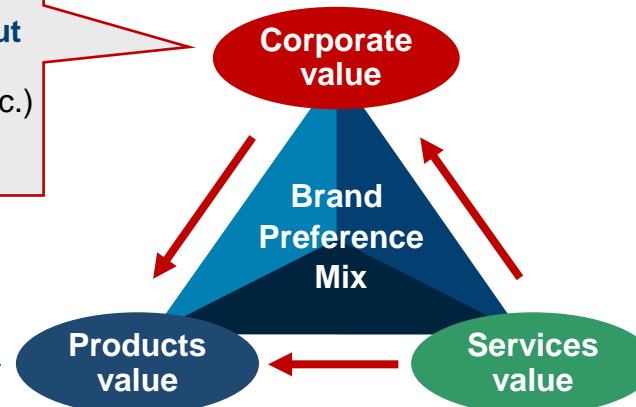 ut
c.)
Corporate
value
Brand
Preference
Mix
Products
value
Services
value